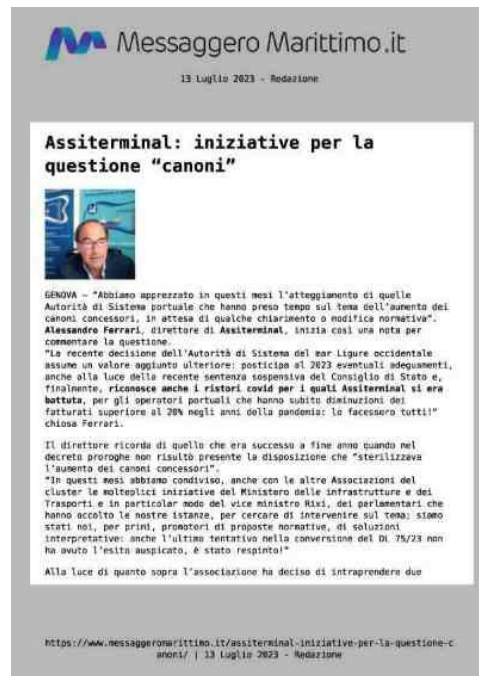 Messaggero Marittimo.it
13 Luglio 2023 - Redazione
Assiterminal: iniziative per la
questione “canoni”
GENOVA – “Abbiamo apprezzato in questi mesi l’atteggiamento di quelle
Autorità di Sistema portuale che hanno preso tempo sul tema dell’aumento dei
canoni concessori, in attesa di qualche chiarimento o modifica normativa”.
Alessandro Ferrari, direttore di Assiterminal, inizia così una nota per
commentare la questione.
“La recente decisione dell’Autorità di Sistema del mar Ligure occidentale
assume un valore aggiunto ulteriore: posticipa al 2023 eventuali adeguamenti,
anche alla luce della recente sentenza sospensiva del Consiglio di Stato e,
finalmente, riconosce anche i ristori covid per i quali Assiterminal si era
battuta, per gli operatori portuali che hanno subito diminuzioni dei
fatturati superiore al 20% negli anni della pandemia: lo facessero tutti!”
chiosa Ferrari.
Il direttore ricorda di quello che era successo a fine anno quando nel
decreto proroghe non risultò presente la disposizione che “sterilizzava
l’aumento dei canoni concessori”.
“In questi mesi abbiamo condiviso, anche con le altre Associazioni del
cluster le molteplici iniziative del Ministero delle infrastrutture e dei
Trasporti e in particolar modo del vice ministro Rixi, dei parlamentari che
hanno accolto le nostre istanze, per cercare di intervenire sul tema; siamo
stati noi, per primi, promotori di proposte normative, di soluzioni
interpretative: anche l’ultimo tentativo nella conversione del DL 75/23 non
ha avuto l’esito auspicato, è stato respinto!”
Alla luce di quanto sopra l’associazione ha deciso di intraprendere due
https://www.messaggeromarittimo.it/assiterminal-iniziative-per-la-questione-c
anoni/ | 13 Luglio 2023 - Redazione